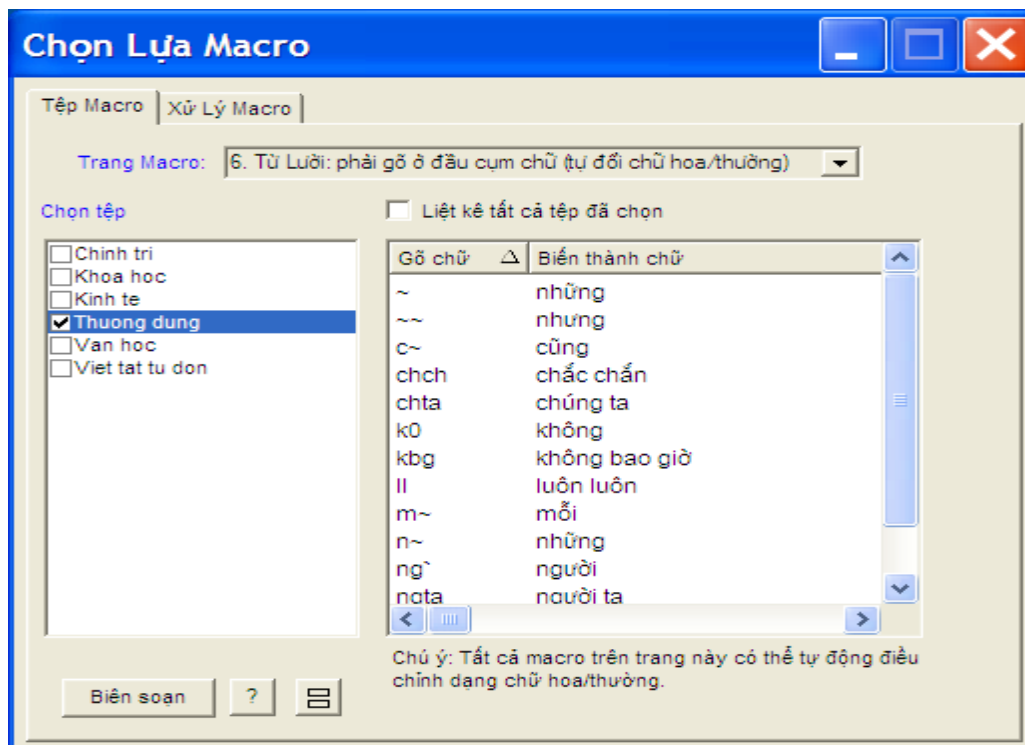 Chọn Lựa Macro
Tệp Macro Xử Lý Macro
Trang Macro: 6. Từ Lười: phải gõ ở đầu cụm chữ (tự đổi chữ hoa/thường)
Chọn tệp
Liệt kê tất cả tệp đã chọn
Chinh tri
Khoa hoc
Kinh te
Thuong dung
Van hoc
Viet tat tu don
Gõ chữ Biến thành chữ
~ những
~~ nhưng
c~ cũng
chch chắc chắn
chta chúng ta
k0 không
kbg không bao giờ
ll luôn luôn
m~ mỗi
n~ những
ng` người
ngta người ta
Chú ý: Tất cả macro trên trang này có thể tự động điều
chỉnh dạng chữ hoa/thường.
Biên soạn ?